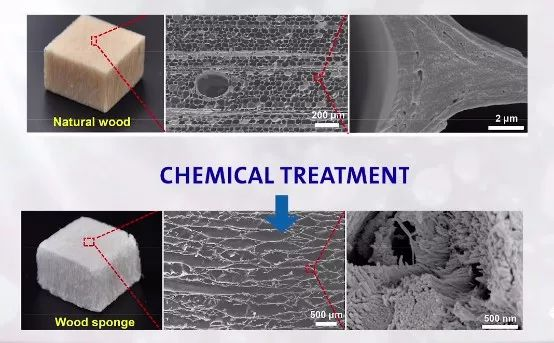 Natural wood
200 µm
2 µm
CHEMICAL TREATMENT
Wood sponge
500 µm
500 nm